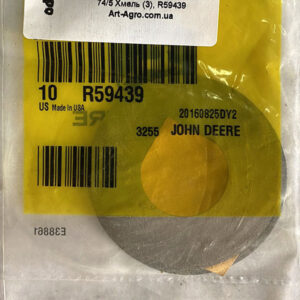 74/5 Хмель (3), R59439
Art-Agro.com.ua
10 R59439
US Made in USA
20160825DY2
3255 JOHN DEERE
E38861